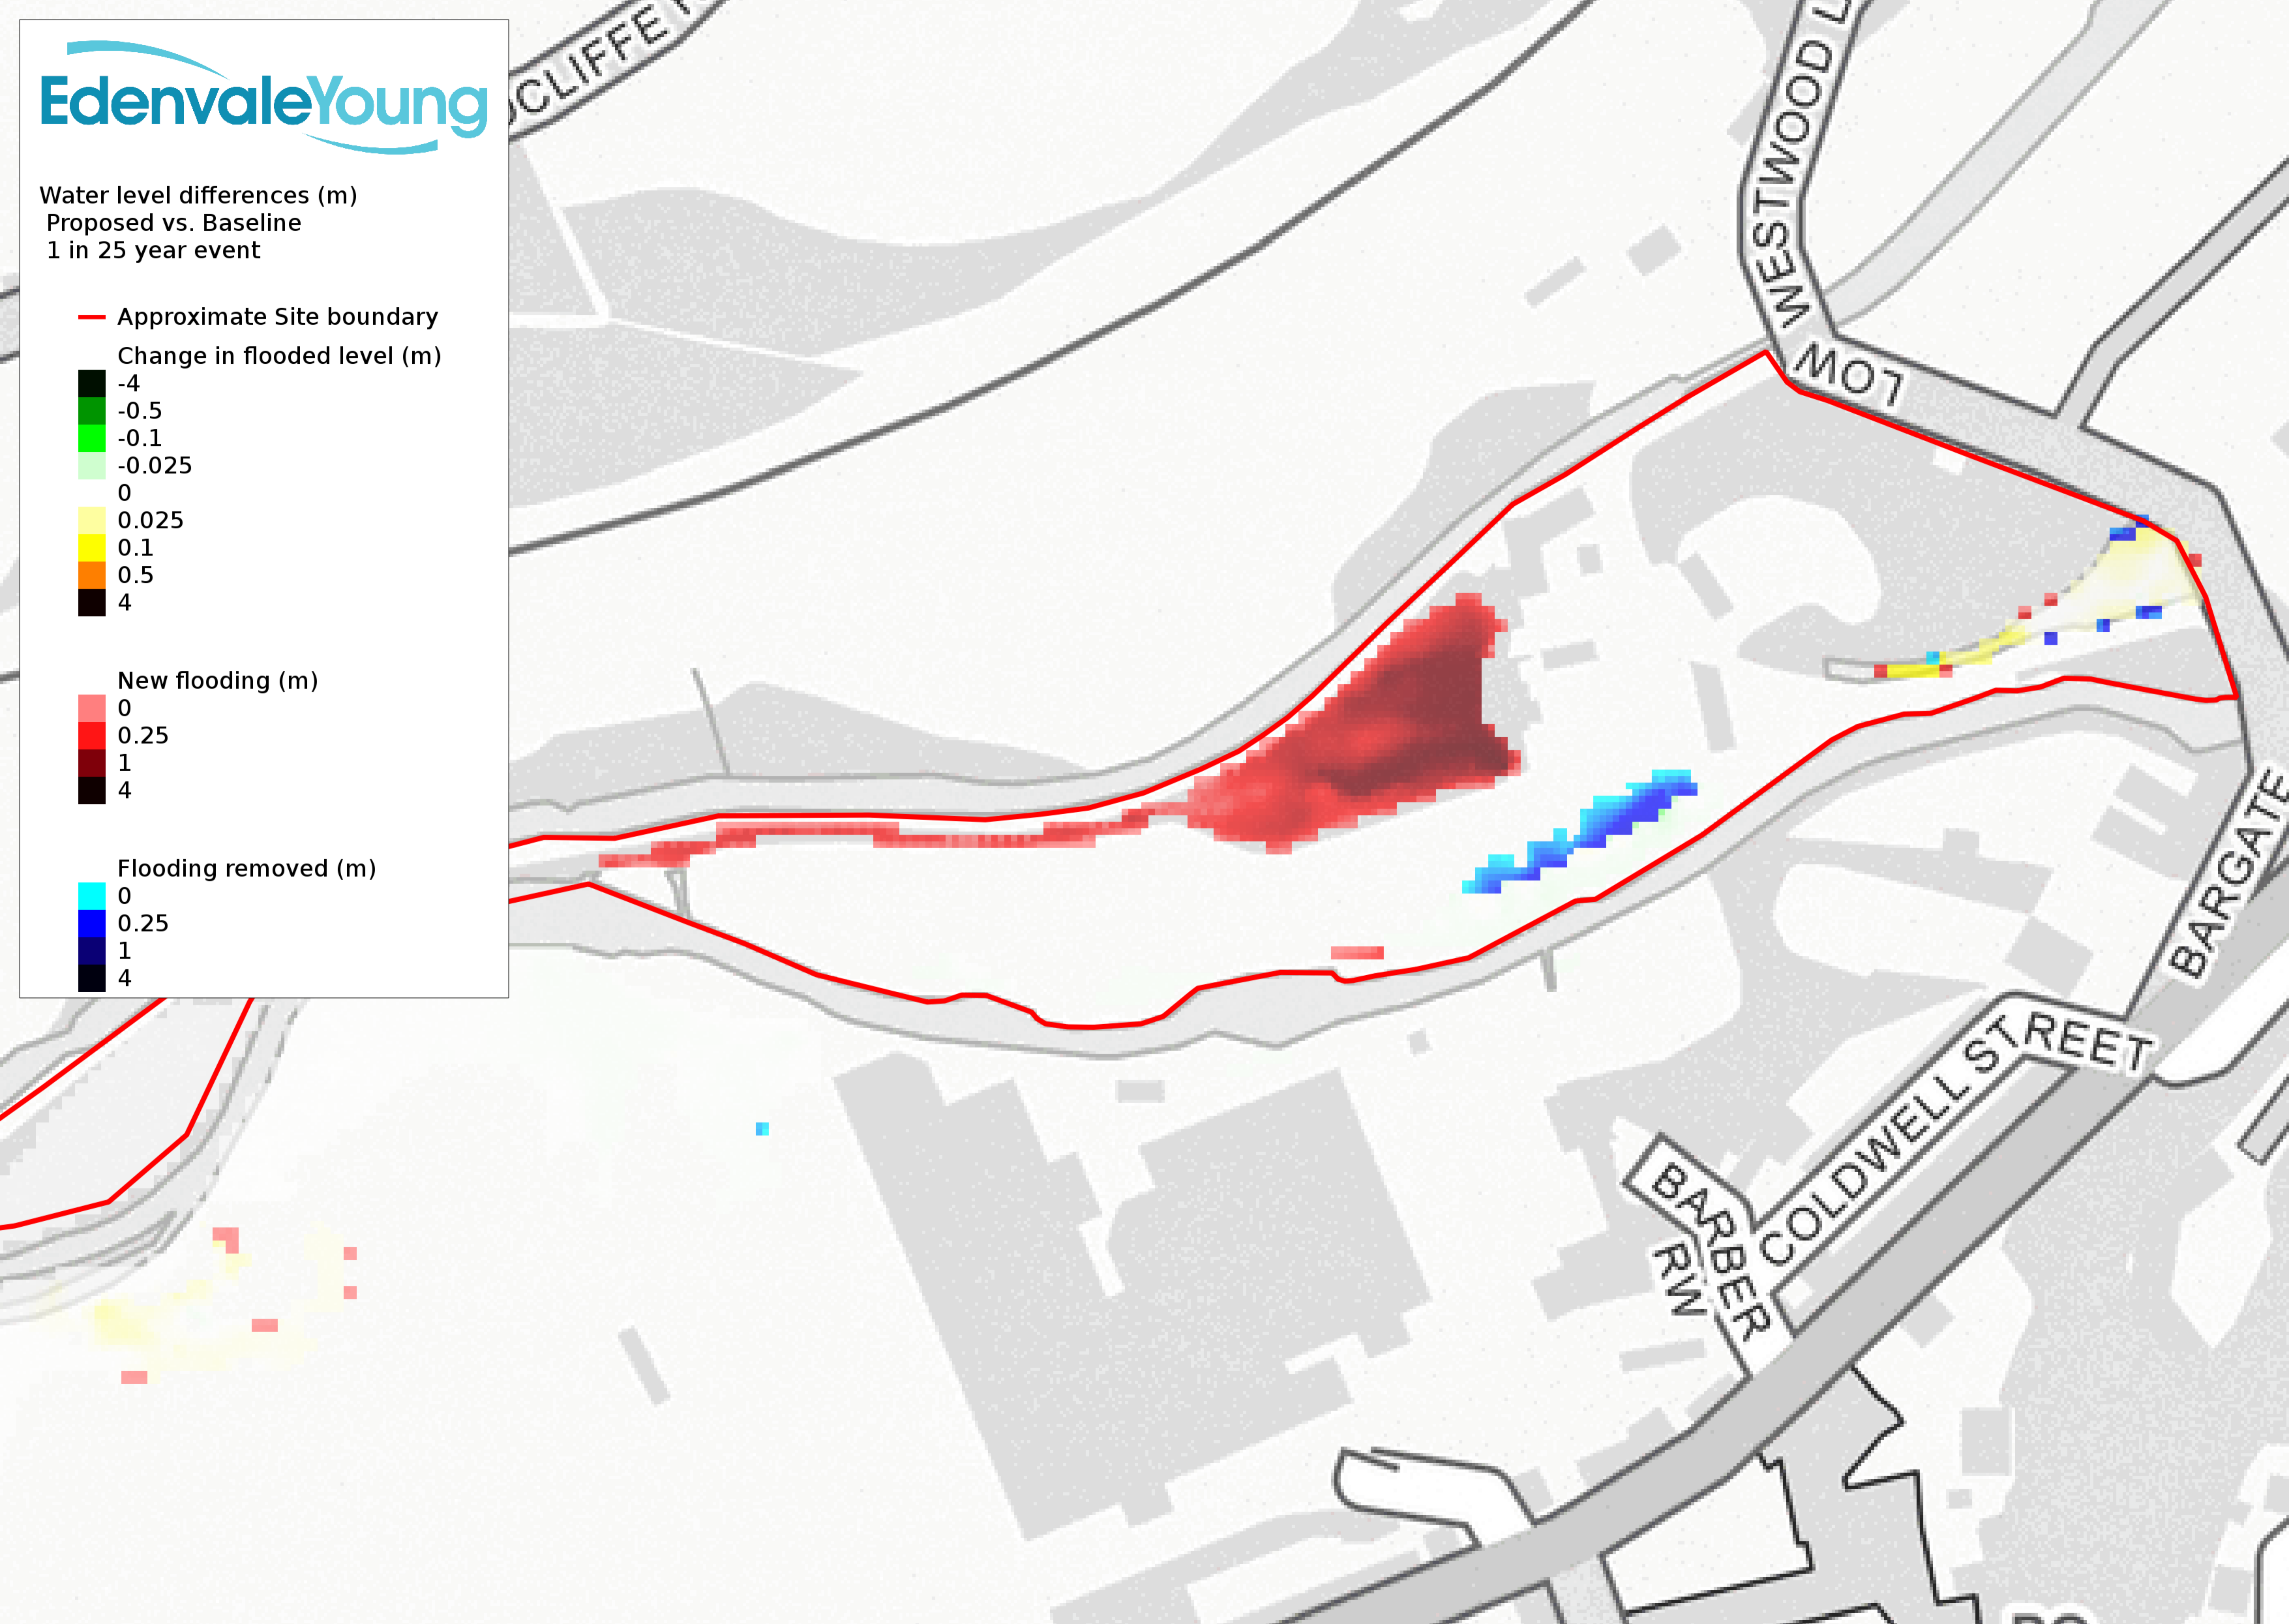 EdenvaleYoung
Water level differences (m)
Proposed vs. Baseline
1 in 25 year event
Approximate Site boundary
Change in flooded level (m)
-4
-0.5
-0.1
-0.025
0
0.025
0.1
0.5
4
New flooding (m)
0
0.25
1
4
Flooding removed (m)
0
0.25
1
4
WESTWOOD
LOW
BARGATE
COLDWELL STREET
BARBER
RW